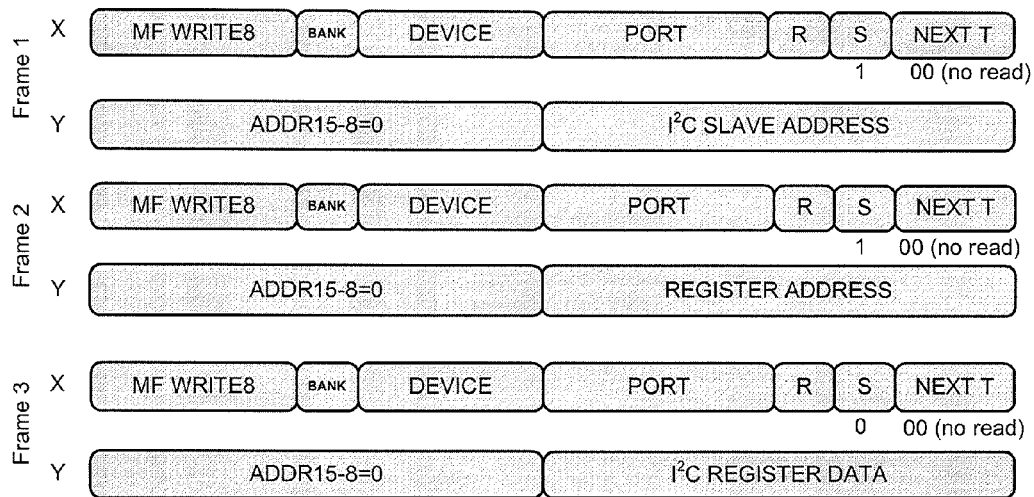 Frame 1
X MF WRITE8 BANK DEVICE PORT R S NEXT T
1 00 (no read)
Y ADDR15-8=0 I²C SLAVE ADDRESS
Frame 2
X MF WRITE8 BANK DEVICE PORT R S NEXT T
1 00 (no read)
Y ADDR15-8=0 REGISTER ADDRESS
Frame 3
X MF WRITE8 BANK DEVICE PORT R S NEXT T
0 00 (no read)
Y ADDR15-8=0 I²C REGISTER DATA